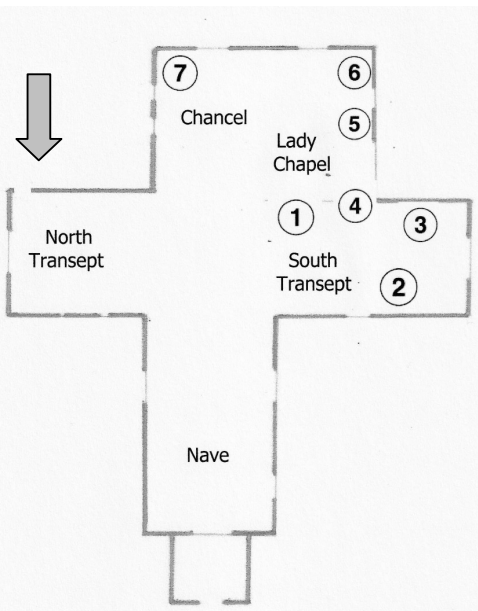 7
6
Chancel
5
Lady
Chapel
4
1
3
North
Transept
South
Transept
2
Nave